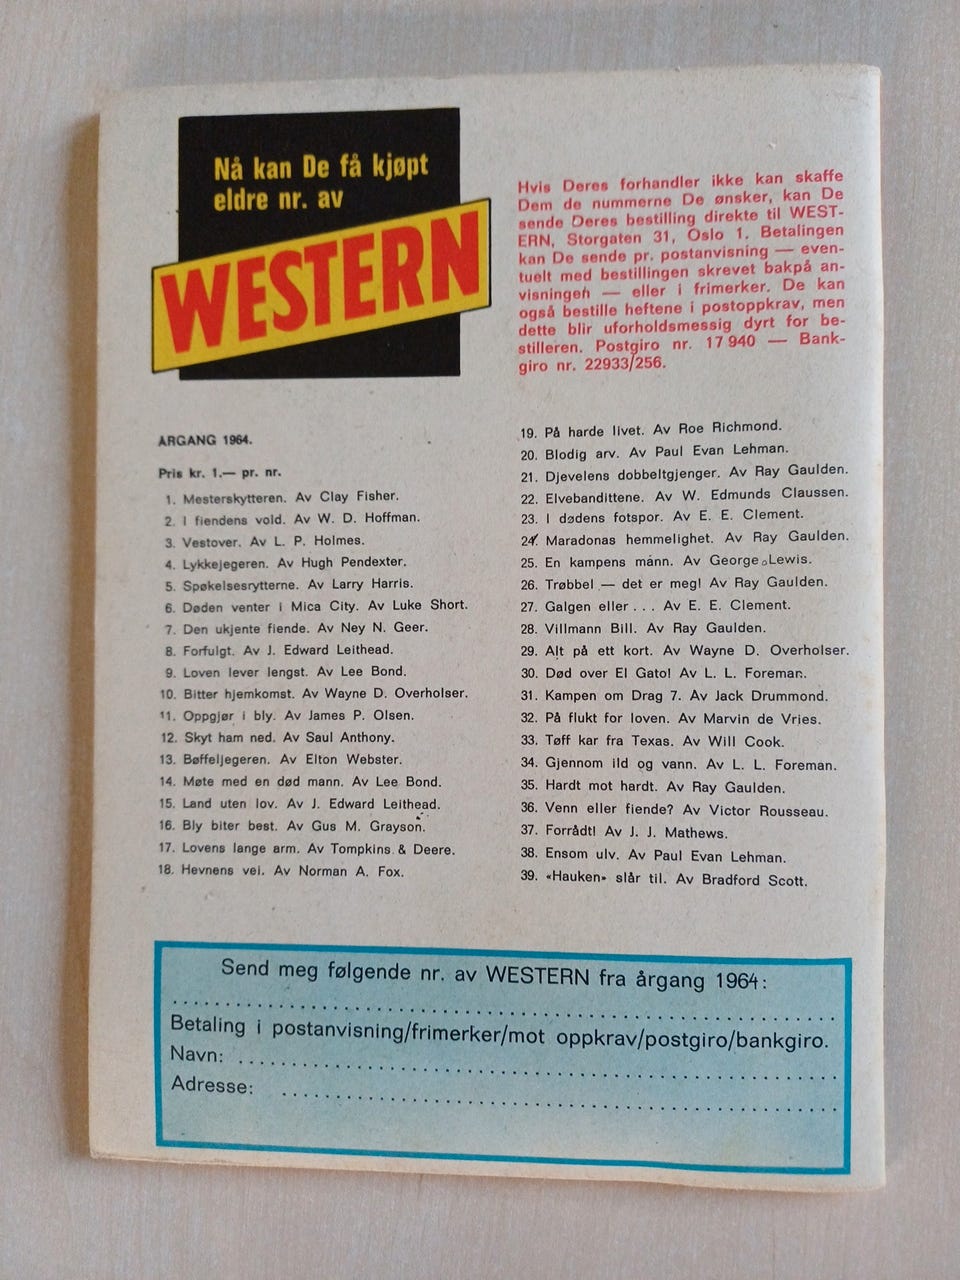 Nå kan De få kjøpt
eldre nr. av
WESTERN
Hvis Deres forhandler ikke kan skaffe
Dem de nummerne De ønsker, kan De
sende Deres bestilling direkte til WEST-
ERN, Storgaten 31, Oslo 1. Betalingen
kan De sende pr. postanvisning — even-
tuelt med bestillingen skrevet bakpå an-
visningen — eller i frimerker. De kan
også bestille heftene i postoppkrav, men
dette blir uforholdsmessig dyrt for be-
stilleren. Postgiro nr. 17 940 — Bank-
giro nr. 22933/256.
ÅRGANG 1964.
Pris kr. 1.— pr. nr.
1. Mesterskytteren. Av Clay Fisher.
2. I fiendens vold. Av W. D. Hoffman.
3. Vestover. Av L. P. Holmes.
4. Lykkejegeren. Av Hugh Pendexter.
5. Spøkelsesrytterne. Av Larry Harris.
6. Døden venter i Mica City. Av Luke Short.
7. Den ukjente fiende. Av Ney N. Geer.
8. Forfulgt. Av J. Edward Leithead.
9. Loven lever lengst. Av Lee Bond.
10. Bitter hjemkomst. Av Wayne D. Overholser.
11. Oppgjør i bly. Av James P. Olsen.
12. Skyt ham ned. Av Saul Anthony.
13. Bøffeljegeren. Av Elton Webster.
14. Møte med en død mann. Av Lee Bond.
15. Land uten lov. Av J. Edward Leithead.
16. Bly biter best. Av Gus M. Grayson.
17. Lovens lange arm. Av Tompkins & Deere.
18. Hevnens vei. Av Norman A. Fox.
19. På harde livet. Av Roe Richmond.
20. Blodig arv. Av Paul Evan Lehman.
21. Djevelens dobbeltgjenger. Av Ray Gaulden.
22. Elvebandittene. Av W. Edmunds Claussen.
23. I dødens fotspor. Av E. E. Clement.
24. Maradonas hemmelighet. Av Ray Gaulden.
25. En kampens mann. Av George Lewis.
26. Trøbbel — det er meg! Av Ray Gaulden.
27. Galgen eller . . . Av E. E. Clement.
28. Villmann Bill. Av Ray Gaulden.
29. Alt på ett kort. Av Wayne D. Overholser.
30. Død over El Gato! Av L. L. Foreman.
31. Kampen om Drag 7. Av Jack Drummond.
32. På flukt for loven. Av Marvin de Vries.
33. Tøff kar fra Texas. Av Will Cook.
34. Gjennom ild og vann. Av L. L. Foreman.
35. Hardt mot hardt. Av Ray Gaulden.
36. Venn eller fiende? Av Victor Rousseau.
37. Forrådt! Av J. J. Mathews.
38. Ensom ulv. Av Paul Evan Lehman.
39. «Hauken» slår til. Av Bradford Scott.
Send meg følgende nr. av WESTERN fra årgang 1964:
Betaling i postanvisning/frimerker/mot oppkrav/postgiro/bankgiro.
Navn:
Adresse: